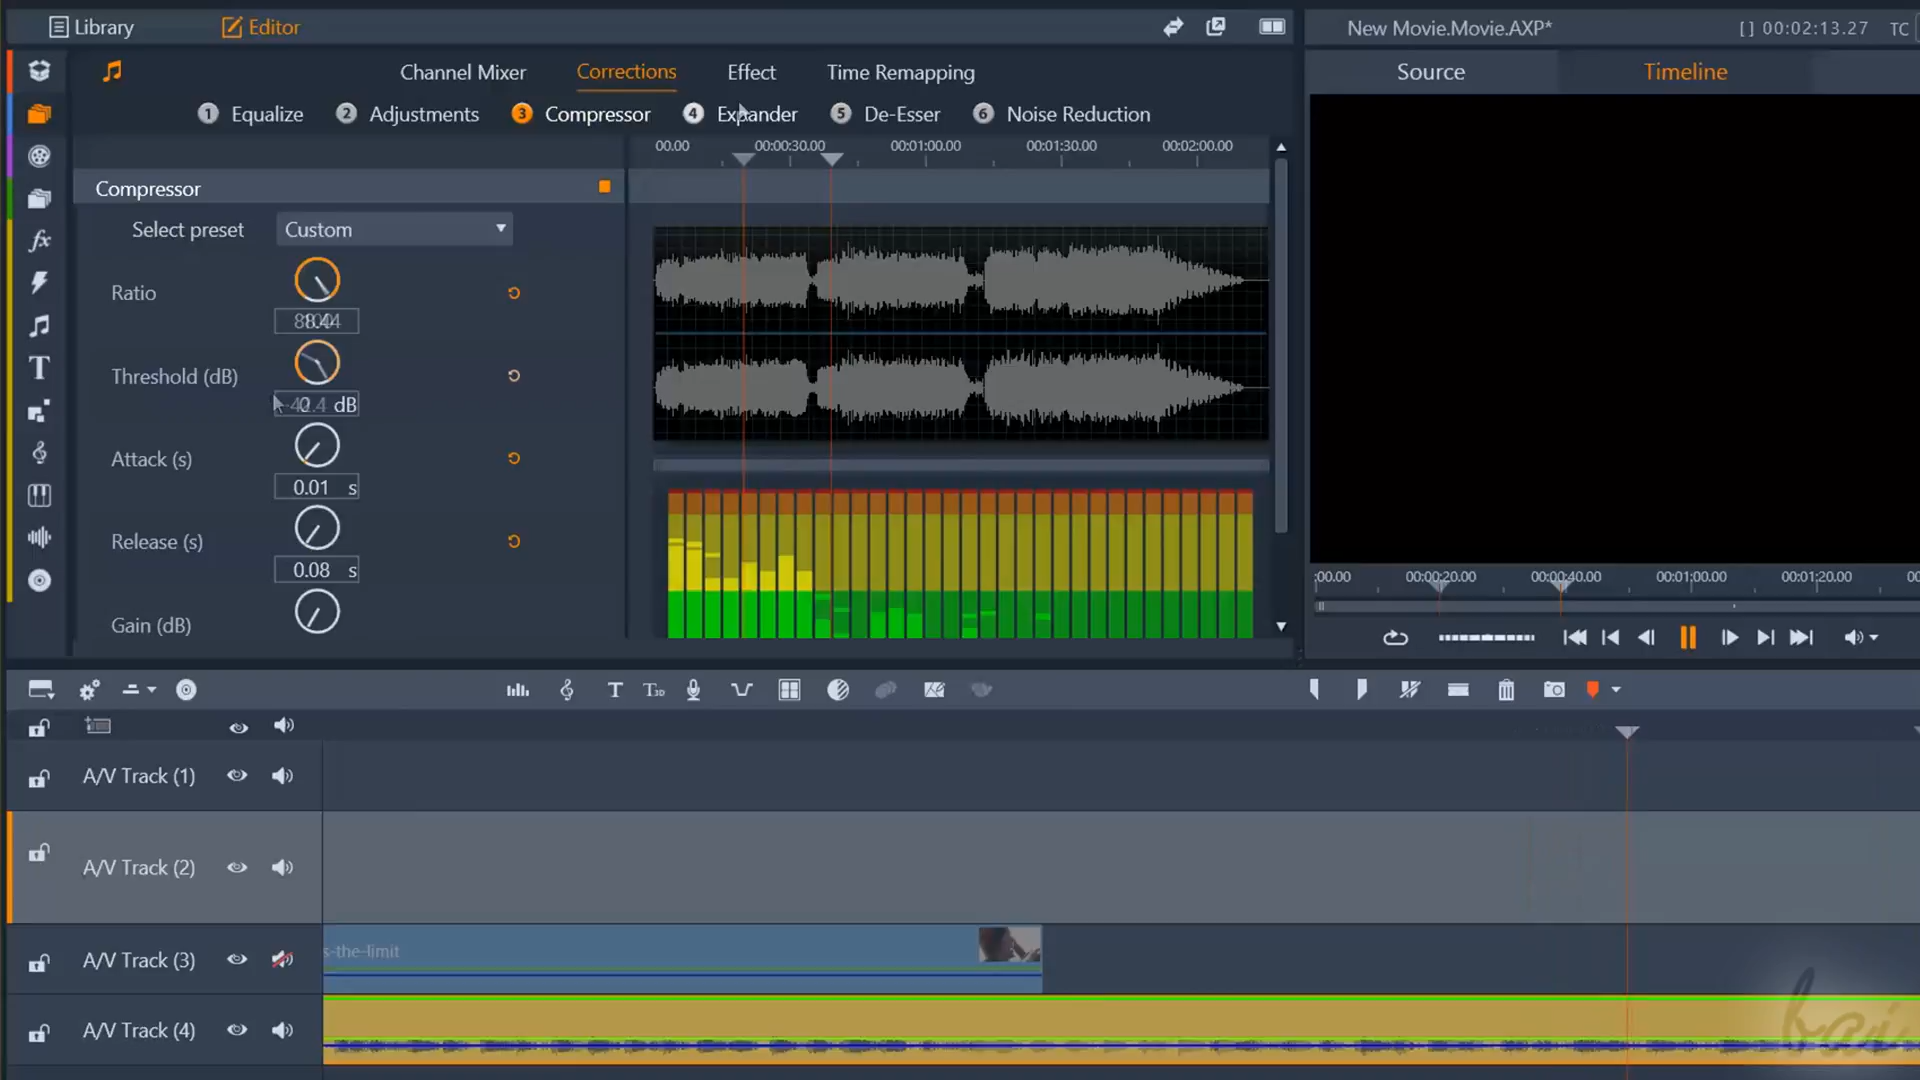 Library
Editor
New Movie.Movie.AXP*
[] 00:02:13.27
TC
Channel Mixer
Corrections
Effect
Time Remapping
Source
Timeline
1 Equalize
2 Adjustments
3 Compressor
4 Expander
5 De-Esser
6 Noise Reduction
00.00
00:00:30.00
00:01:00.00
00:01:30.00
00:02:00.00
Compressor
Select preset
Custom
Ratio
Threshold (dB)
dB
Attack (s)
0.01 s
Release (s)
0.08 s
Gain (dB)
:00.00
00:00:20.00
00:00:40.00
00:01:00.00
00:01:20.00
fx
T
T
T3D
A/V Track (1)
A/V Track (2)
A/V Track (3)
s-the-limit
A/V Track (4)